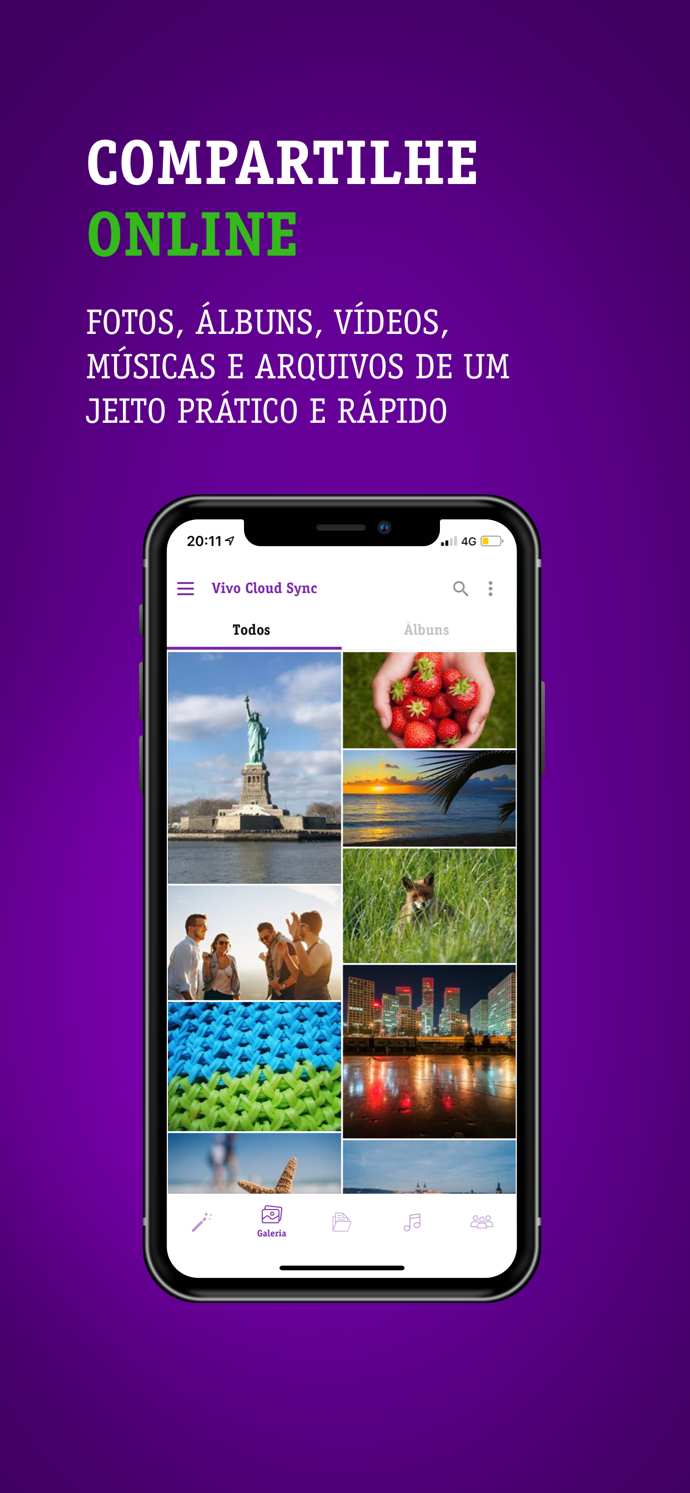 COMPARTILHE
ONLINE
FOTOS, ÁLBUNS, VÍDEOS,
MÚSICAS E ARQUIVOS DE UM
JEITO PRÁTICO E RÁPIDO
20:11 4G
Vivo Cloud Sync
Todos Álbuns
Galeria